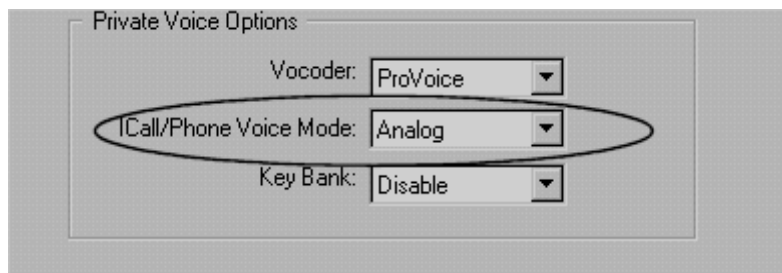 Private Voice Options
Vocoder: ProVoice
ICall/Phone Voice Mode: Analog
Key Bank: Disable